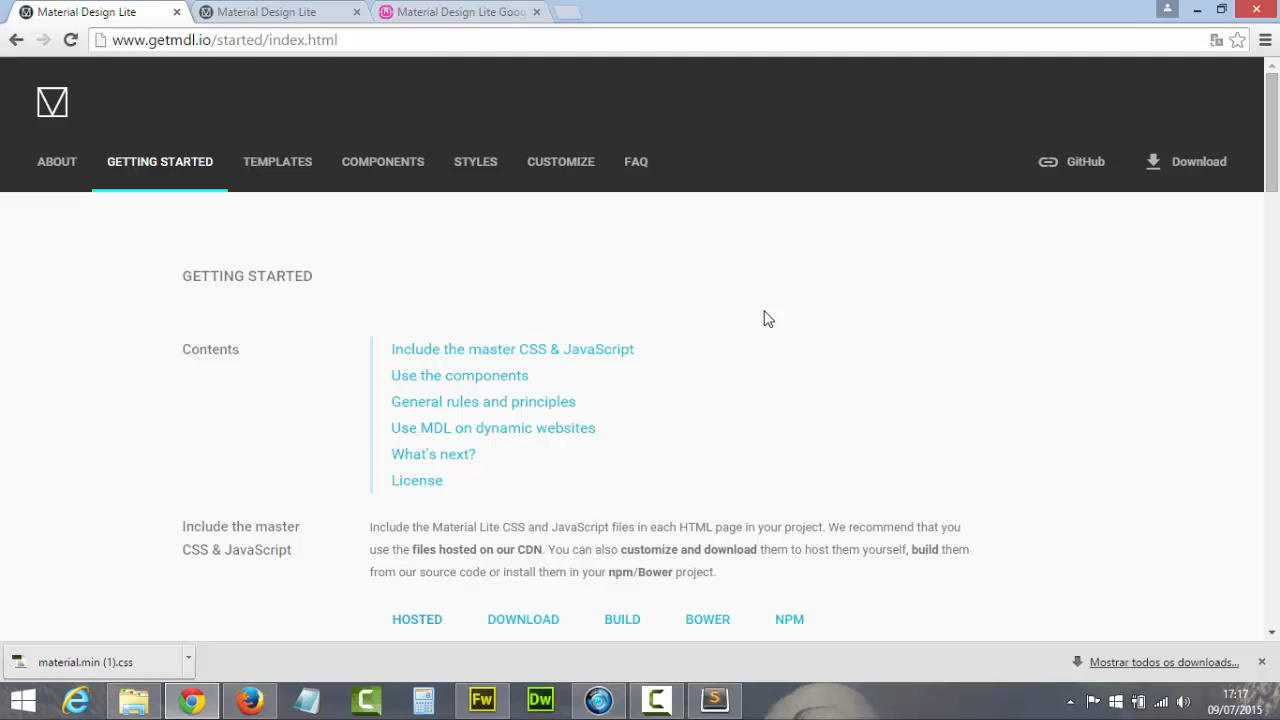 Material Design Lite
Material Design Lite
Material Design Lite Goo
www.getmdl.io/started/index.html
ABOUT
GETTING STARTED
TEMPLATES
COMPONENTS
STYLES
CUSTOMIZE
FAQ
GitHub
Download
GETTING STARTED
Contents
Include the master CSS & JavaScript
Use the components
General rules and principles
Use MDL on dynamic websites
What's next?
License
Include the master
CSS & JavaScript
Include the Material Lite CSS and JavaScript files in each HTML page in your project. We recommend that you
use the files hosted on our CDN. You can also customize and download them to host them yourself, build them
from our source code or install them in your npm/Bower project.
HOSTED
DOWNLOAD
BUILD
BOWER
NPM
material.min (1).css
Mostrar todos os downloads...
Fw
Dw
17:17
09/07/2015